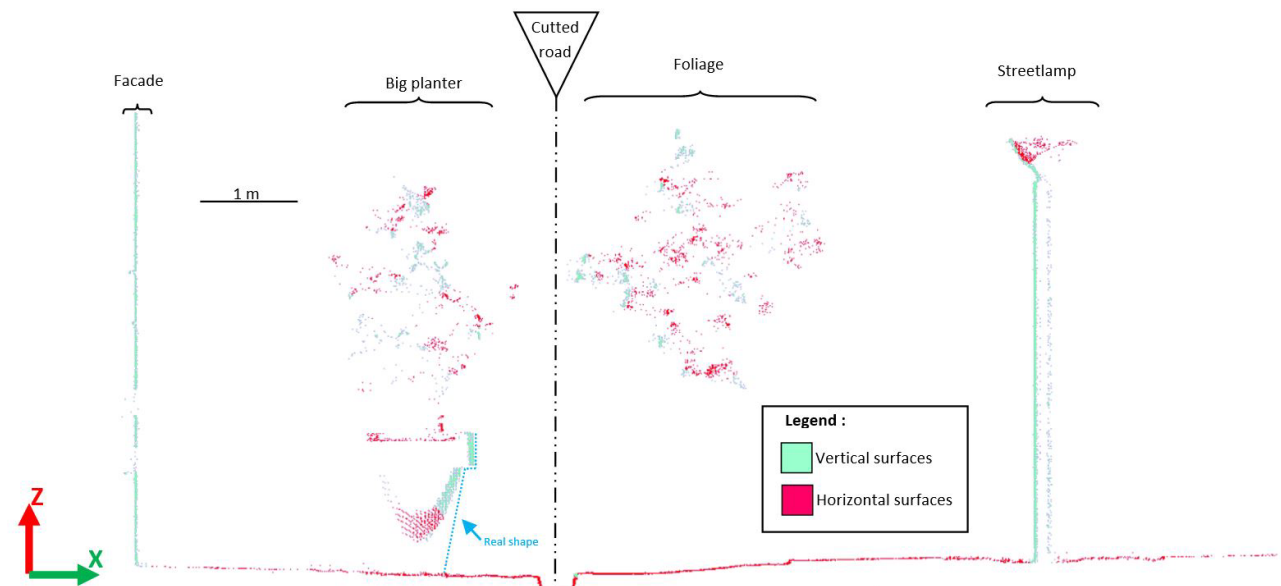 Cutted
road
Facade
Big planter
Foliage
Streetlamp
1 m
Legend :
Vertical surfaces
Horizontal surfaces
Real shape
Z
X